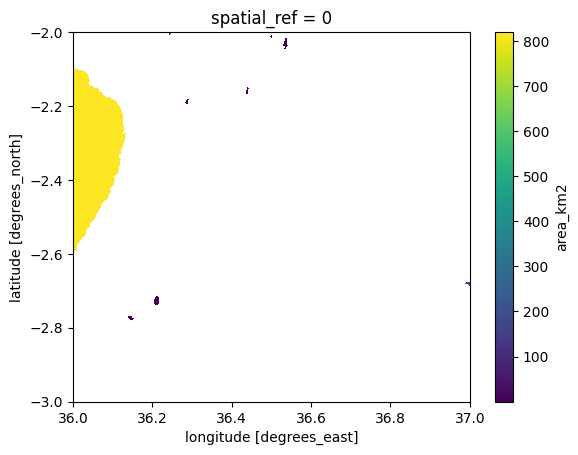 spatial_ref = 0
−2.0
−2.2
−2.4
−2.6
−2.8
−3.0
latitude [degrees_north]
36.0 36.2 36.4 36.6 36.8 37.0
longitude [degrees_east]
800
700
600
500
400
300
200
100
area_km2